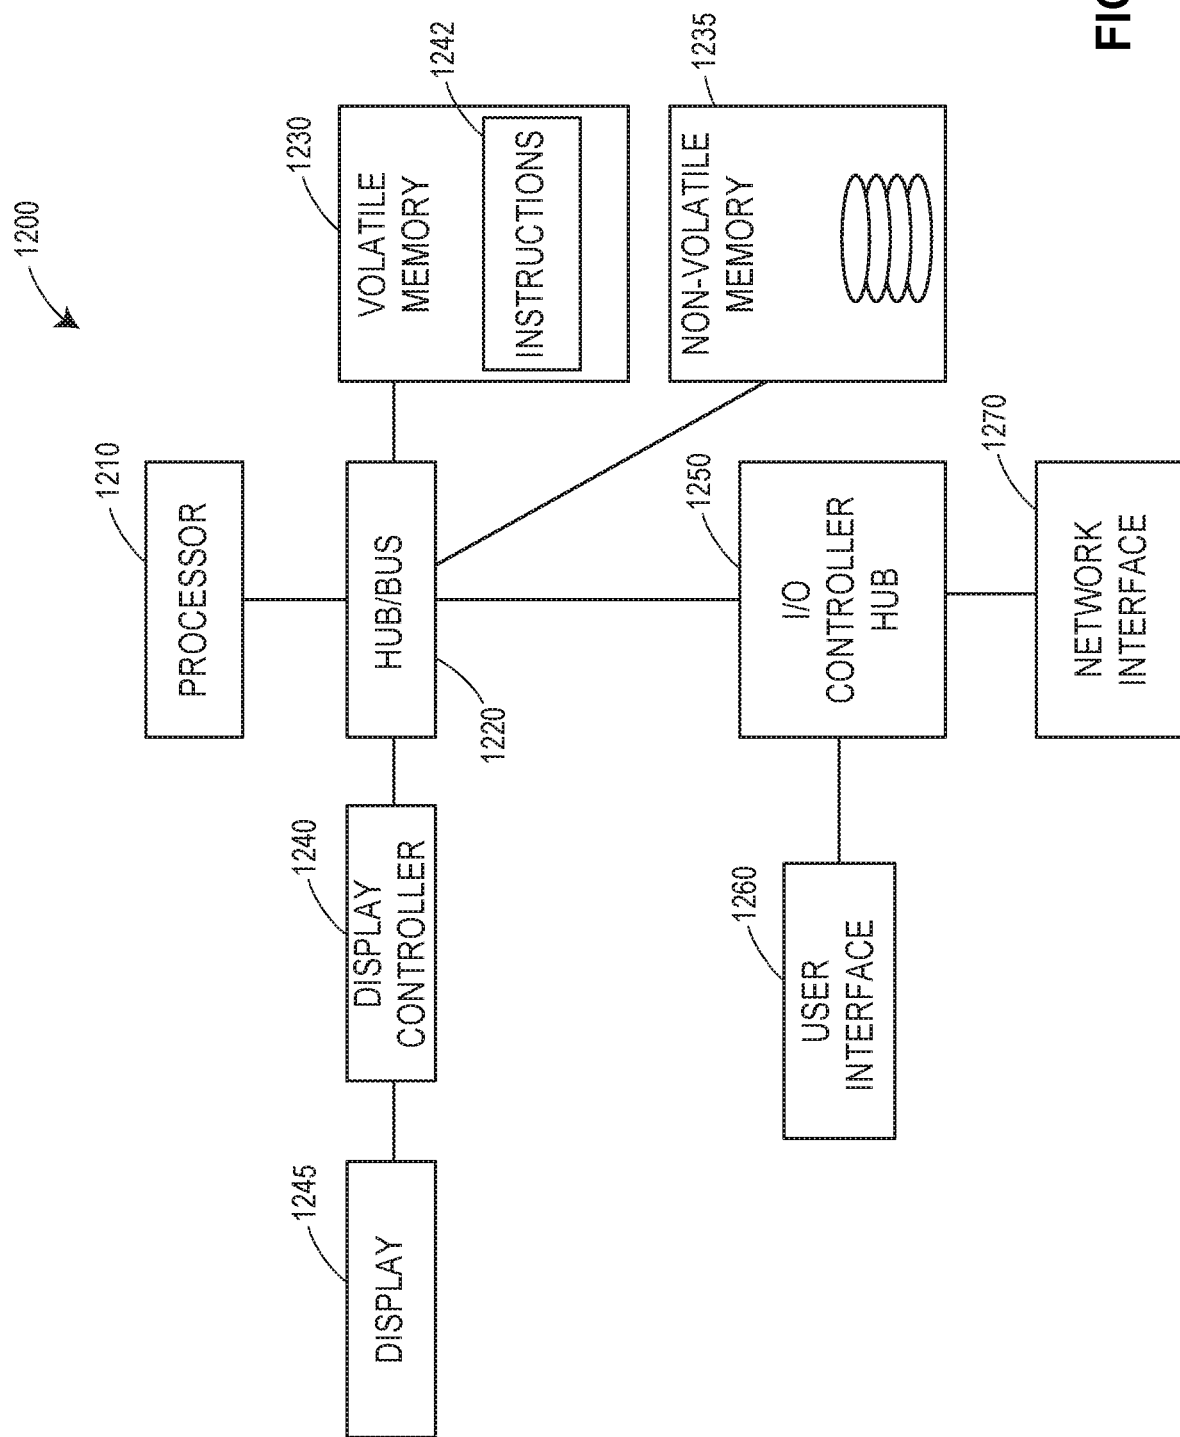 1200
PROCESSOR
1210
DISPLAY
1245
DISPLAY
CONTROLLER
1240
HUB/BUS
1220
VOLATILE
MEMORY
1230
INSTRUCTIONS
1242
NON-VOLATILE
MEMORY
1235
USER
INTERFACE
1260
I/O
CONTROLLER
HUB
1250
NETWORK
INTERFACE
1270